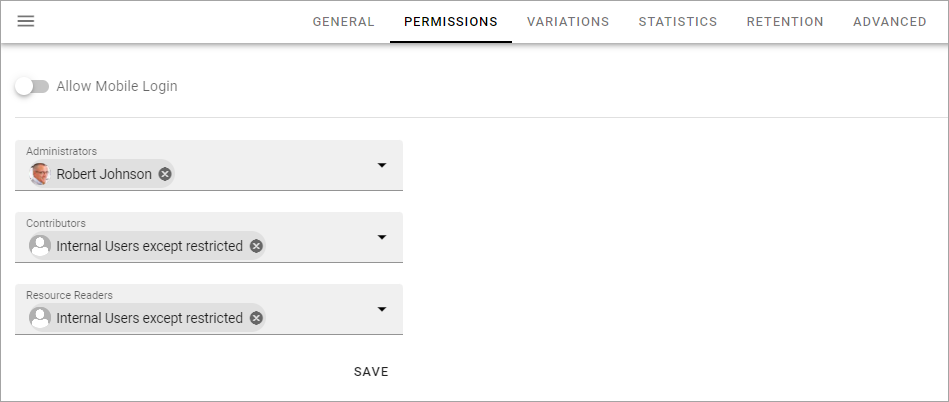 GENERAL PERMISSIONS VARIATIONS STATISTICS RETENTION ADVANCED
Allow Mobile Login
Administrators
Robert Johnson
Contributors
Internal Users except restricted
Resource Readers
Internal Users except restricted
SAVE